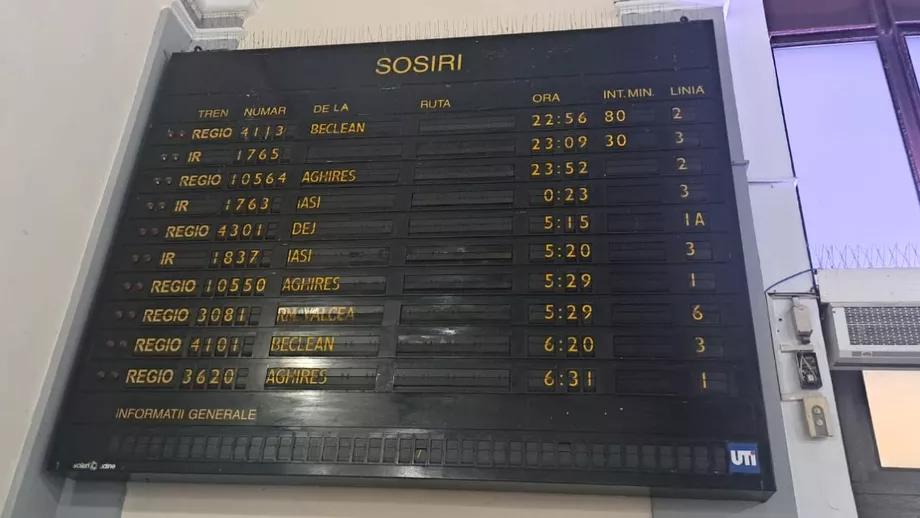 SOSIRI
TREN NUMAR DE LA RUTA ORA INT.MIN. LINIA
REGIO 4113 BECLEAN 22:56 80 2
IR 1765 23:09 30 3
REGIO 10564 AGHIRES 23:52 2
IR 1763 IASI 0:23 3
REGIO 4301 DEJ 5:15 1A
IR 1837 IASI 5:20 3
REGIO 10550 AGHIRES 5:29 1
REGIO 3081 RM VALCEA 5:29 6
REGIO 4101 BECLEAN 6:20 3
REGIO 3620 AGHIRES 6:31 1
INFORMATII GENERALE
7
solari udine UTI